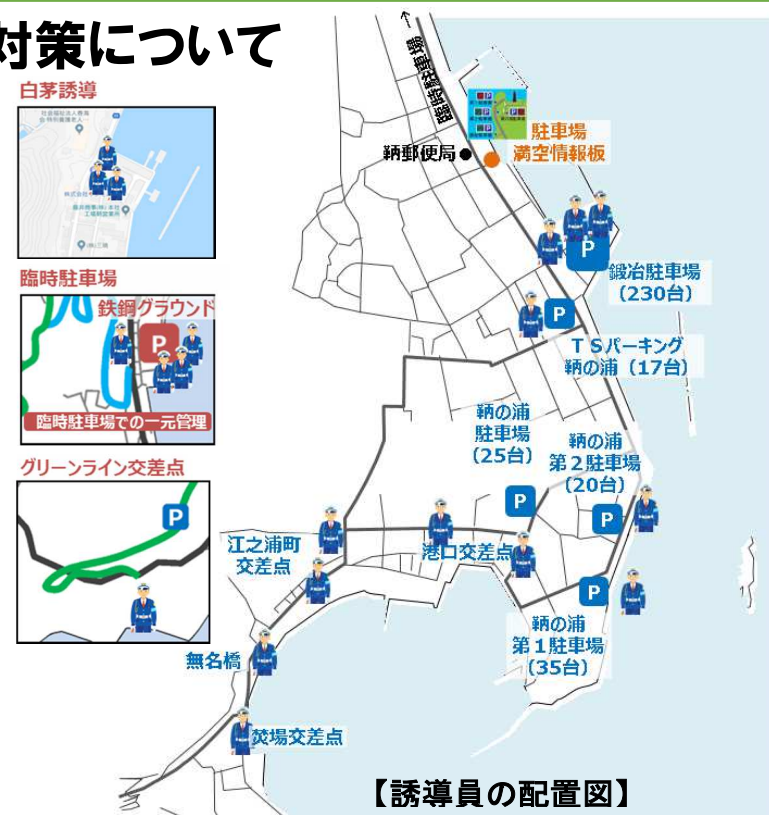 対策について
白茅誘導
臨時駐車場
鉄鋼グラウンド
P
臨時駐車場での一元管理
グリーンライン交差点
P
臨時駐車場
鞆郵便局
駐車場
満空情報板
P
鍛冶駐車場
(230台)
P
TSパーキング
鞆の浦(17台)
鞆の浦
駐車場
(25台)
P
鞆の浦
第2駐車場
(20台)
P
江之浦町
交差点
港口交差点
P
鞆の浦
第1駐車場
(35台)
無名橋
焚場交差点
【誘導員の配置図】